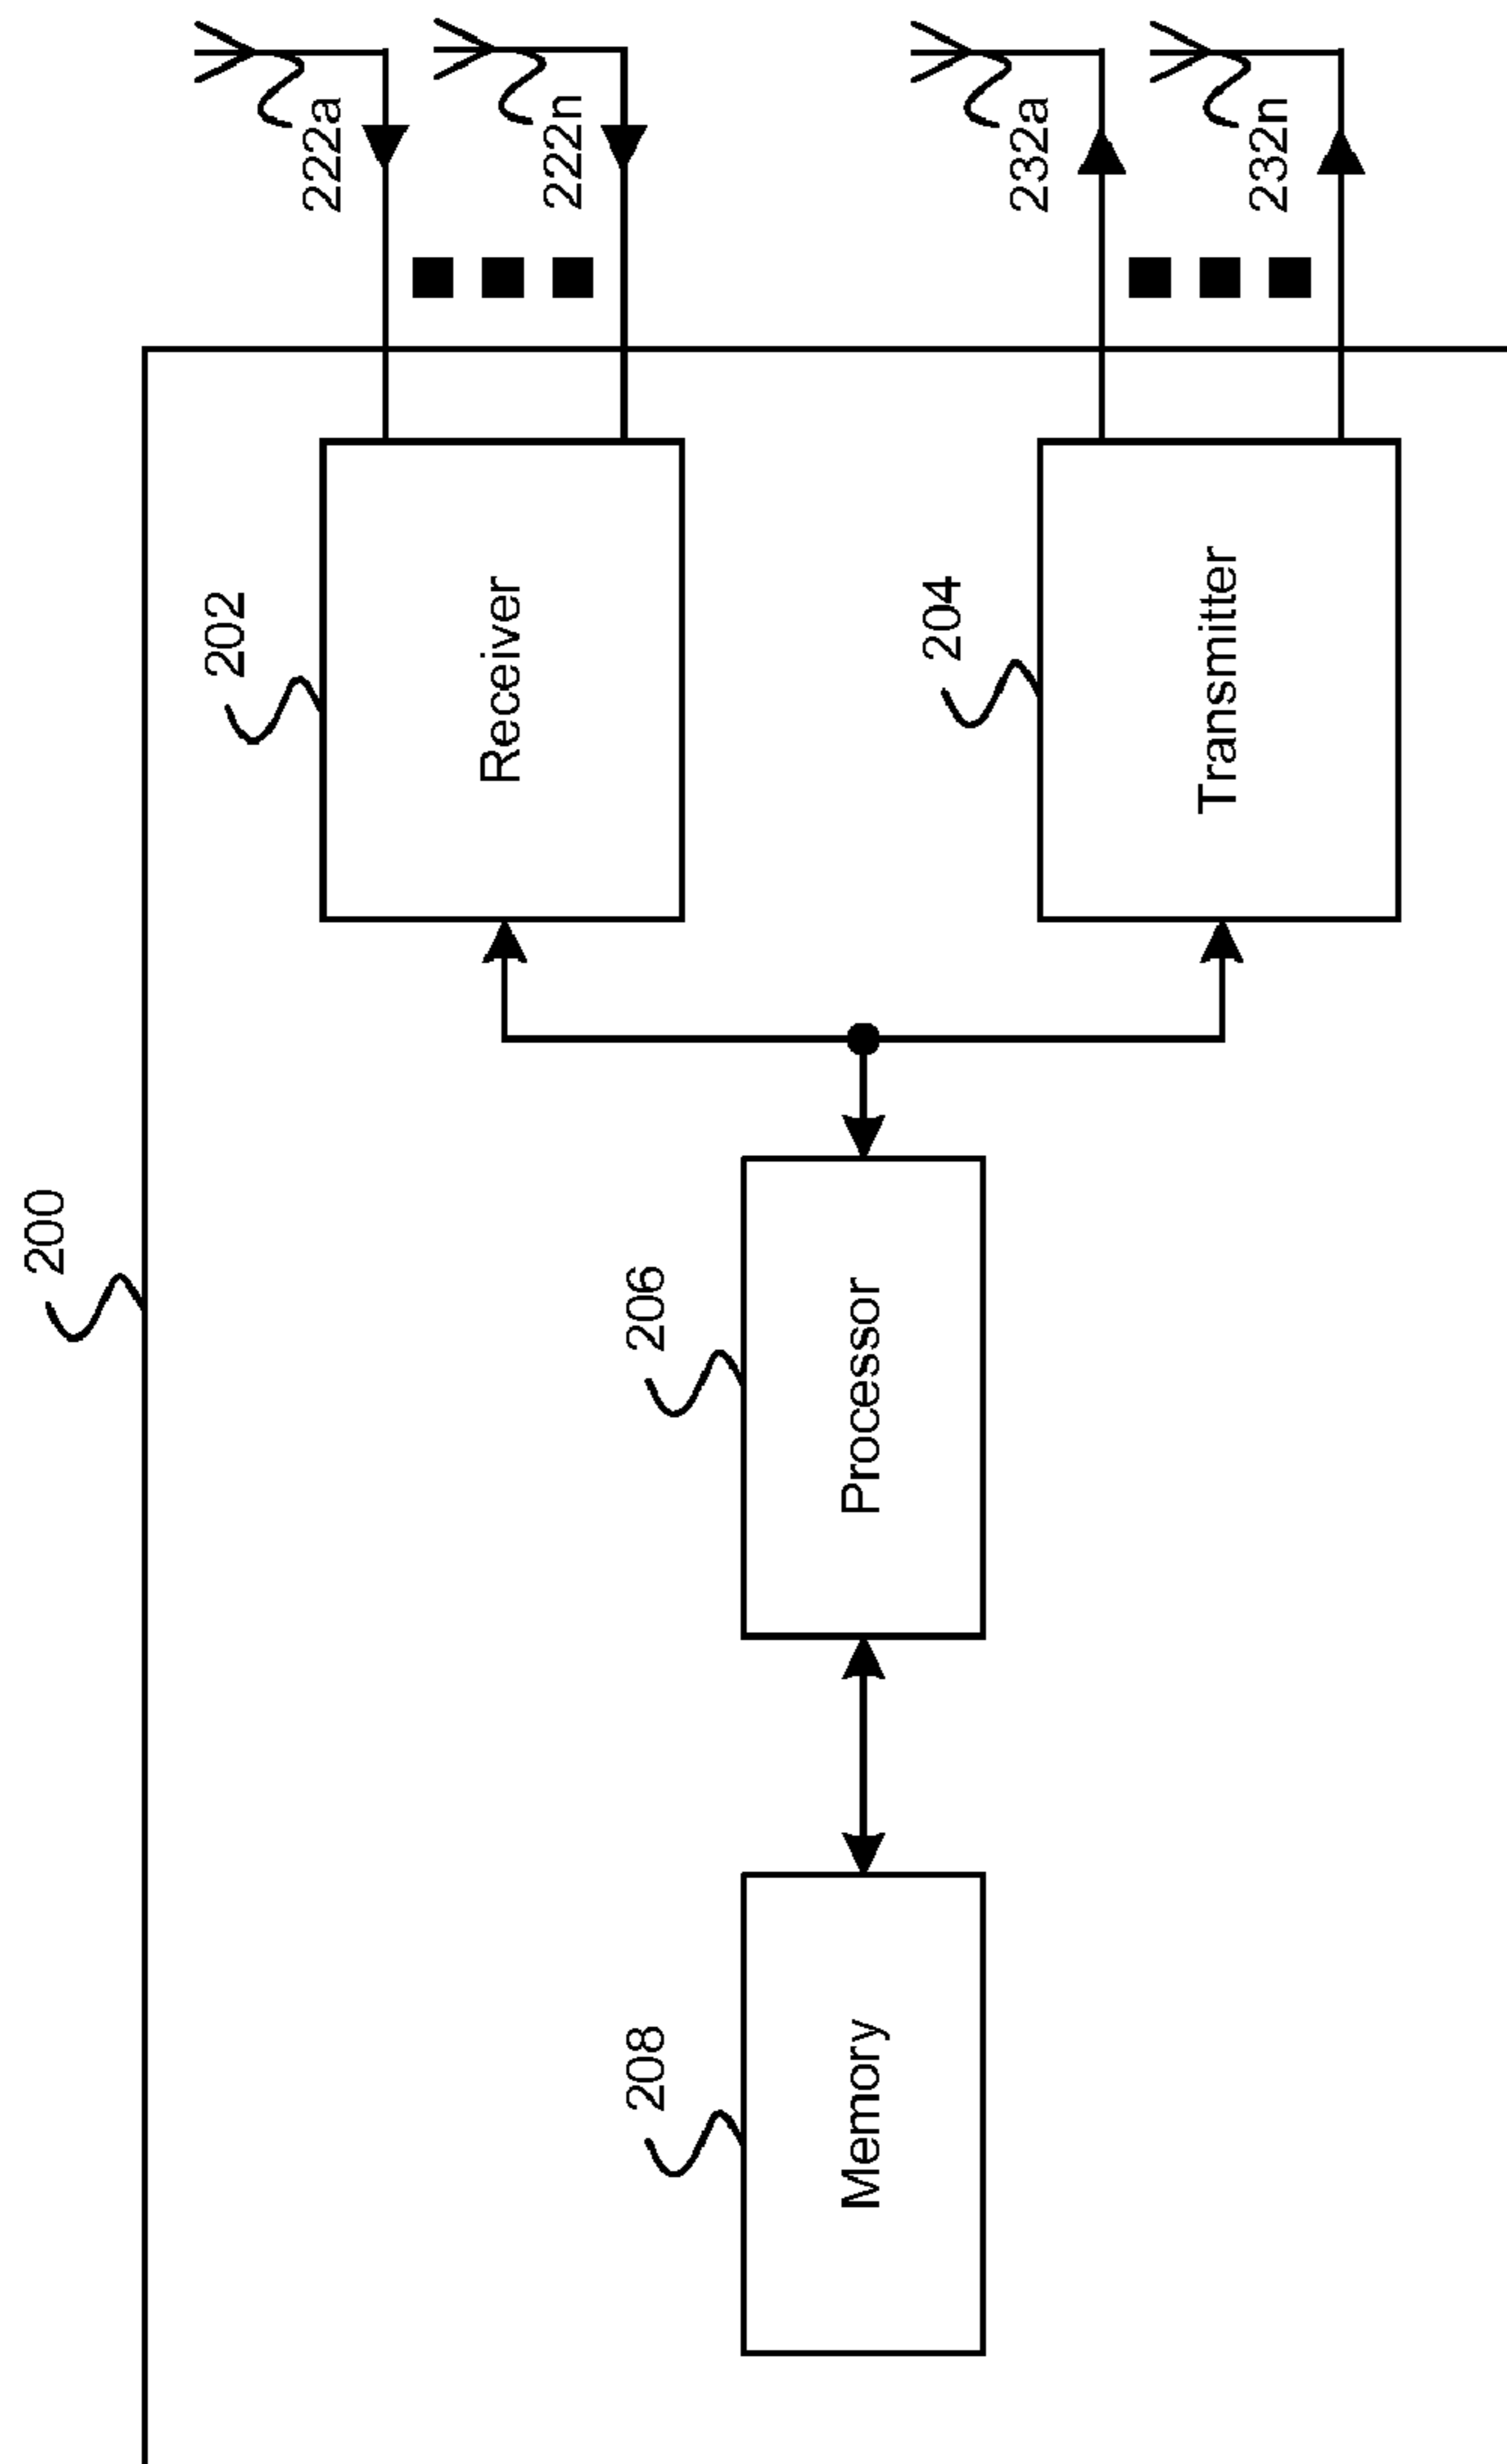 200
208
Memory
206
Processor
202
Receiver
204
Transmitter
222a
222n
232a
232n